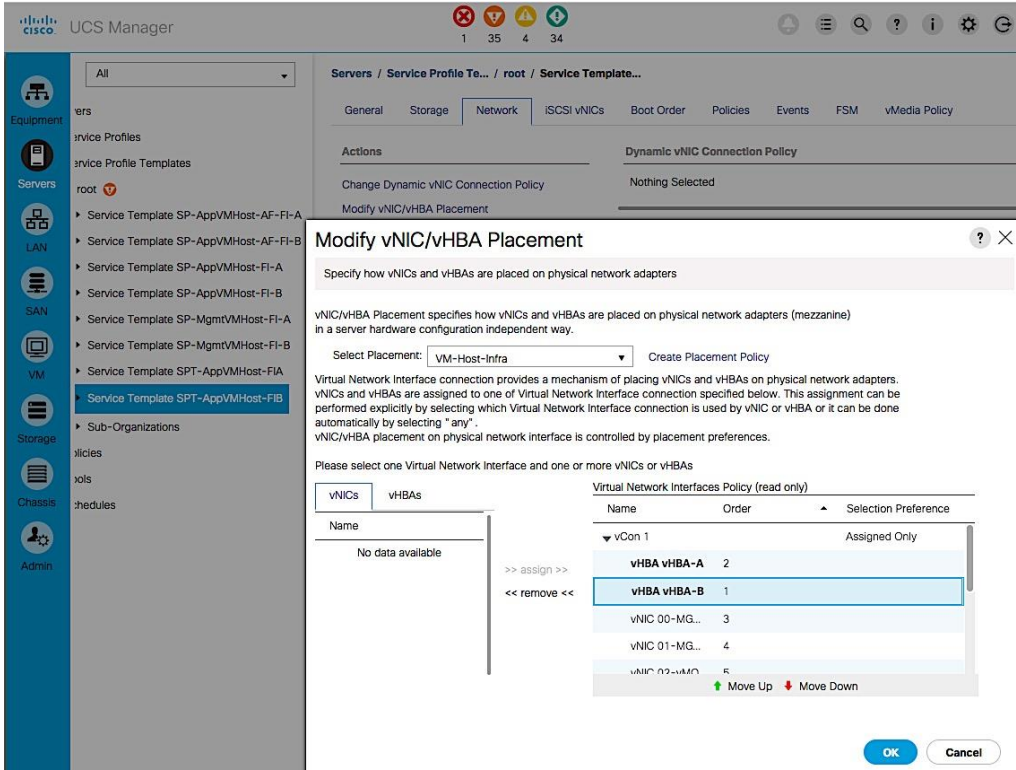 cisco. UCS Manager
1 35 4 34
Equipment
Servers
LAN
SAN
VM
Storage
Chassis
Admin
All
vers
ervice Profiles
ervice Profile Templates
root
Service Template SP-AppVMHost-AF-FI-A
Service Template SP-AppVMHost-AF-FI-B
Service Template SP-AppVMHost-FI-A
Service Template SP-AppVMHost-FI-B
Service Template SP-MgmtVMHost-FI-A
Service Template SP-MgmtVMHost-FI-B
Service Template SPT-AppVMHost-FIA
Service Template SPT-AppVMHost-FIB
Sub-Organizations
olicies
ools
chedules
Servers / Service Profile Te... / root / Service Template...
General Storage Network iSCSI vNICs Boot Order Policies Events FSM vMedia Policy
Actions
Change Dynamic vNIC Connection Policy
Modify vNIC/vHBA Placement
Dynamic vNIC Connection Policy
Nothing Selected
Modify vNIC/vHBA Placement
? ×
Specify how vNICs and vHBAs are placed on physical network adapters
vNIC/vHBA Placement specifies how vNICs and vHBAs are placed on physical network adapters (mezzanine)
in a server hardware configuration independent way.
Select Placement: VM-Host-Infra Create Placement Policy
Virtual Network Interface connection provides a mechanism of placing vNICs and vHBAs on physical network adapters.
vNICs and vHBAs are assigned to one of Virtual Network Interface connection specified below. This assignment can be
performed explicitly by selecting which Virtual Network Interface connection is used by vNIC or vHBA or it can be done
automatically by selecting "any".
vNIC/vHBA placement on physical network interface is controlled by placement preferences.
Please select one Virtual Network Interface and one or more vNICs or vHBAs
vNICs vHBAs
Name
No data available
>> assign >>
<< remove <<
Virtual Network Interfaces Policy (read only)
Name Order Selection Preference
vCon 1 Assigned Only
vHBA vHBA-A 2
vHBA vHBA-B 1
vNIC 00-MG... 3
vNIC 01-MG... 4
vNIC 02-vMO 5
Move Up Move Down
OK Cancel